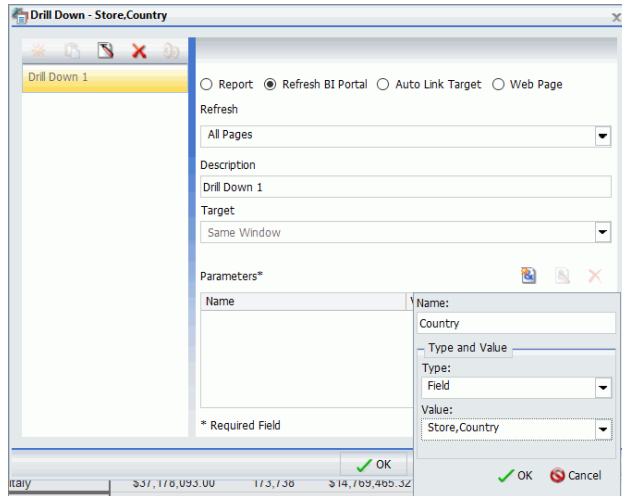 Drill Down - Store,Country
Drill Down 1
Report Refresh BI Portal Auto Link Target Web Page
Refresh
All Pages
Description
Drill Down 1
Target
Same Window
Parameters*
Name
Name:
Country
Type and Value
Type:
Field
Value:
Store,Country
* Required Field
OK
OK Cancel
Italy $37,178,093.00 173,738 $14,769,465.32